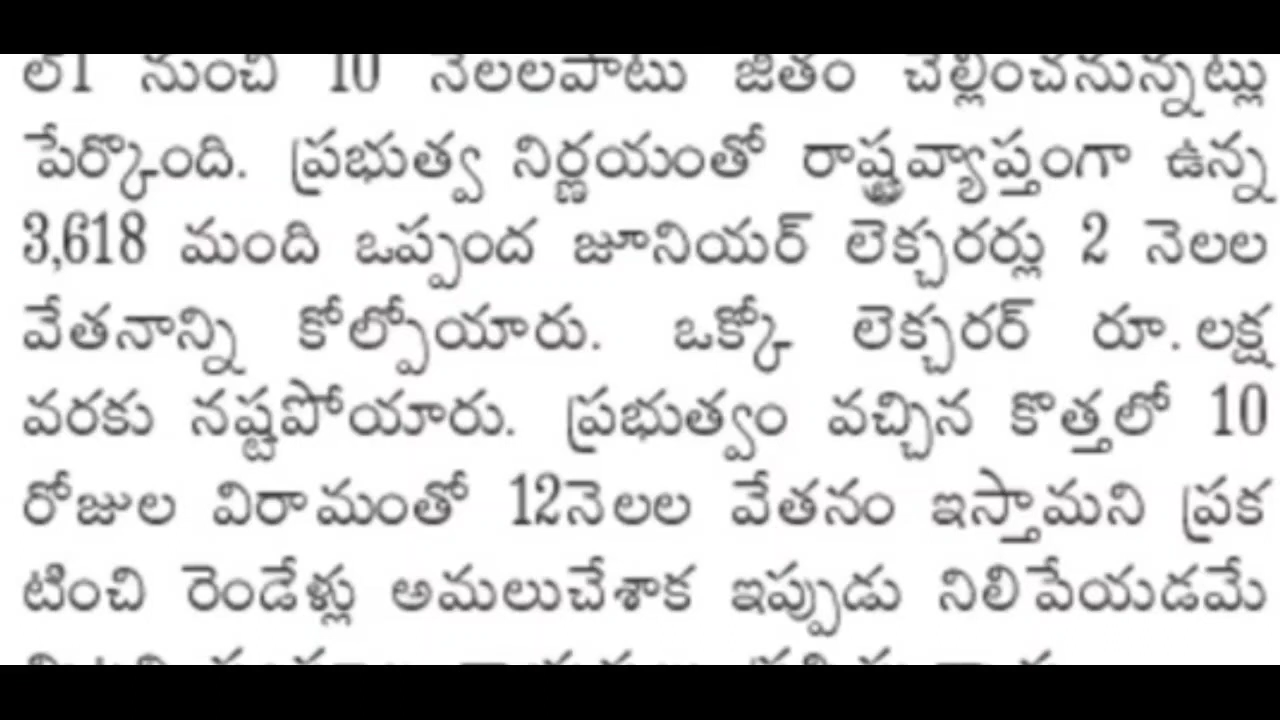 నుంచి 10 నెలలపాటు జీతం చెల్లించనున్నట్లు
పేర్కొంది. ప్రభుత్వ నిర్ణయంతో రాష్ట్రవ్యాప్తంగా ఉన్న
3,618 మంది ఒప్పంద జూనియర్ లెక్చరర్లు 2 నెలల
వేతనాన్ని కోల్పోయారు. ఒక్కో లెక్చరర్ రూ.లక్ష
వరకు నష్టపోయారు. ప్రభుత్వం వచ్చిన కొత్తలో 10
రోజుల విరామంతో 12నెలల వేతనం ఇస్తామని ప్రక
టించి రెండేళ్లు అమలుచేశాక ఇప్పుడు నిలిపేయడమే